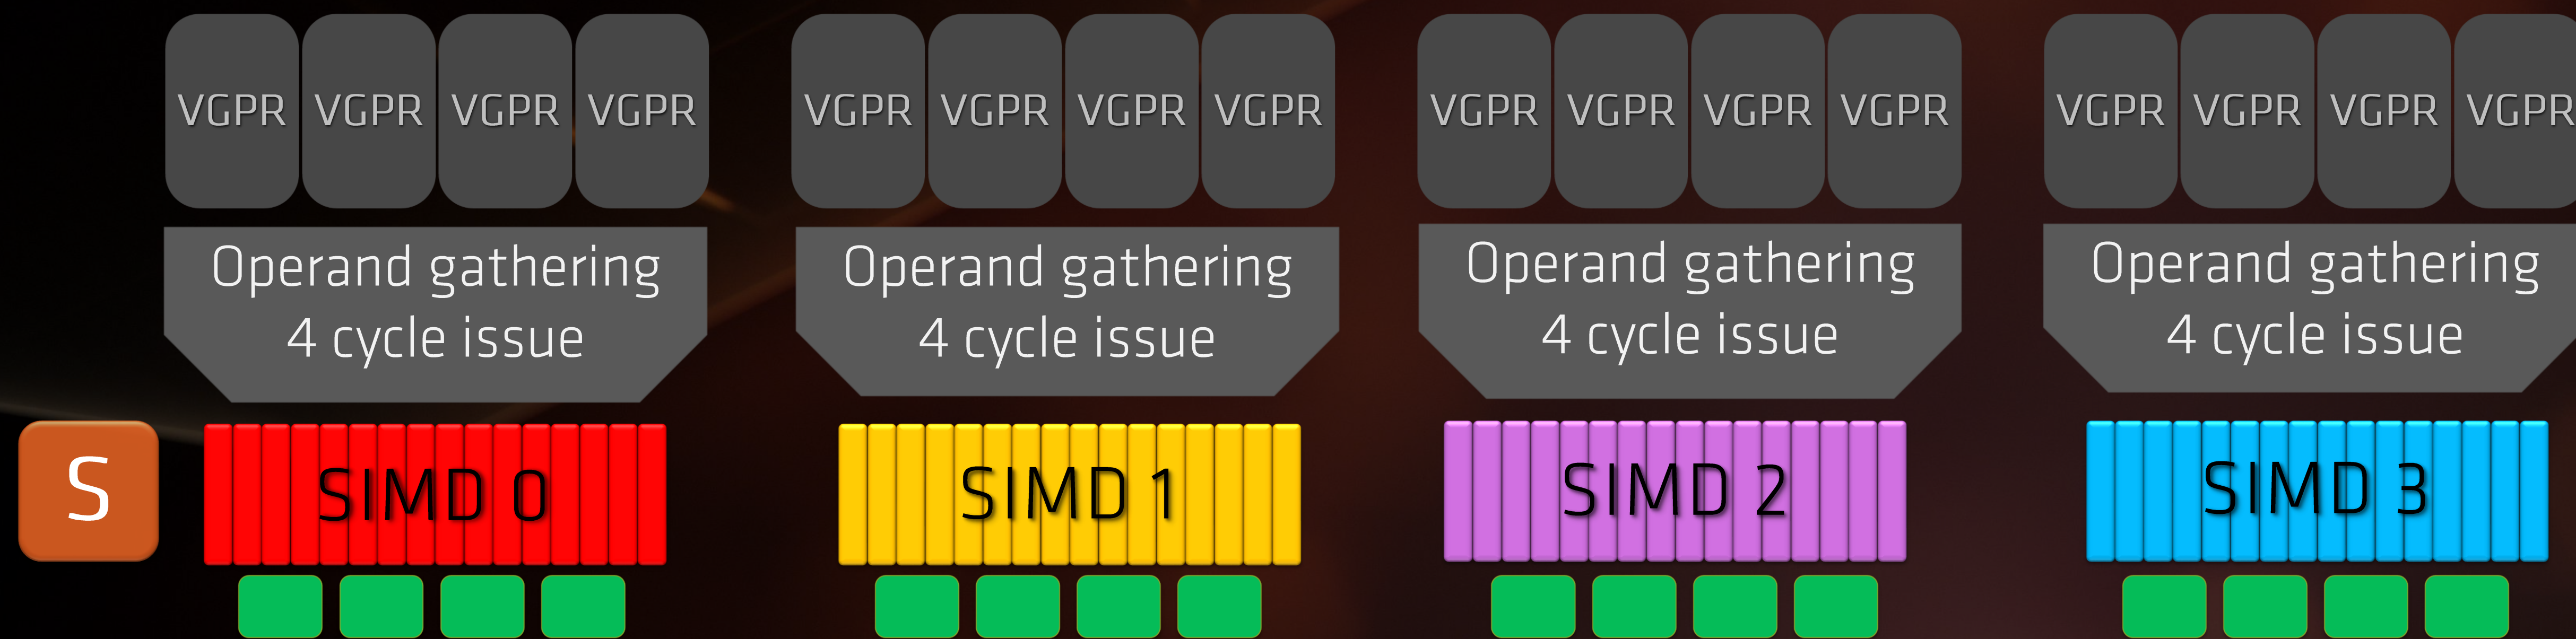 VGPR VGPR VGPR VGPR VGPR VGPR VGPR VGPR VGPR VGPR VGPR VGPR VGPR VGPR VGPR VGPR
Operand gathering
4 cycle issue
Operand gathering
4 cycle issue
Operand gathering
4 cycle issue
Operand gathering
4 cycle issue
S
SIMD 0
SIMD 1
SIMD 2
SIMD 3